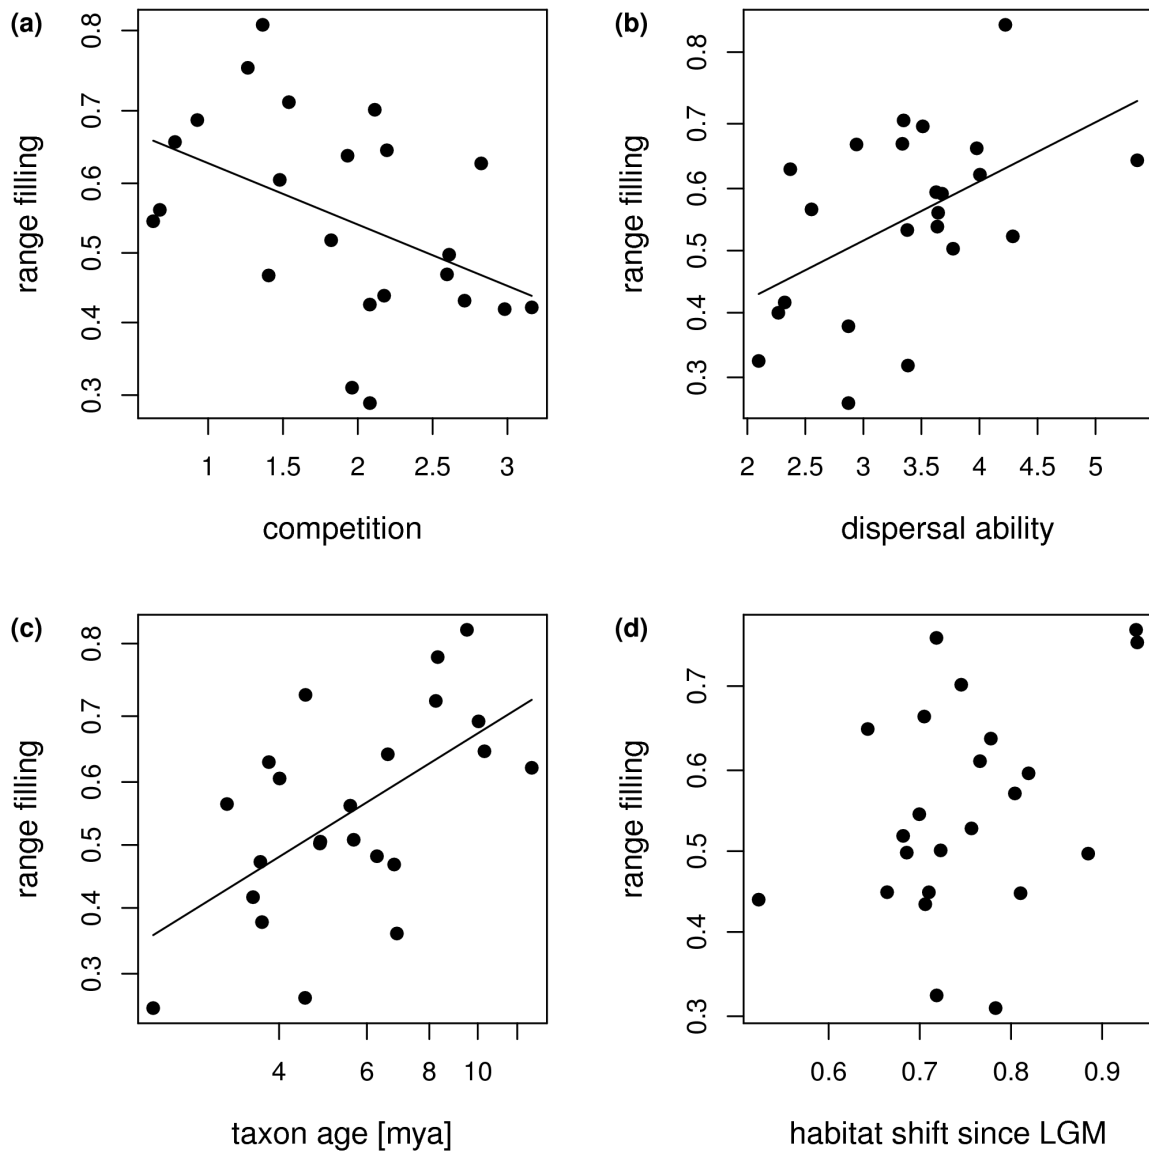 (a)
range filling
0.8
0.7
0.6
0.5
0.4
0.3
1 1.5 2 2.5 3
competition
(b)
range filling
0.8
0.7
0.6
0.5
0.4
0.3
2 2.5 3 3.5 4 4.5 5
dispersal ability
(c)
range filling
0.8
0.7
0.6
0.5
0.4
0.3
4 6 8 10
taxon age [mya]
(d)
range filling
0.7
0.6
0.5
0.4
0.3
0.6 0.7 0.8 0.9
habitat shift since LGM